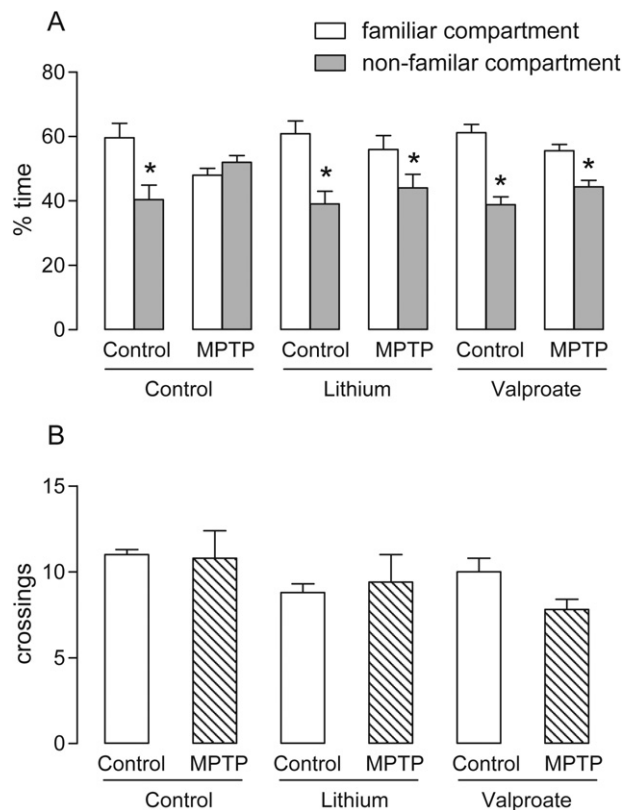 A
familiar compartment
non-familar compartment
80
60
40
20
0
% time
* * * * *
Control MPTP Control MPTP Control MPTP
Control Lithium Valproate
B
15
10
5
0
crossings
Control MPTP Control MPTP Control MPTP
Control Lithium Valproate